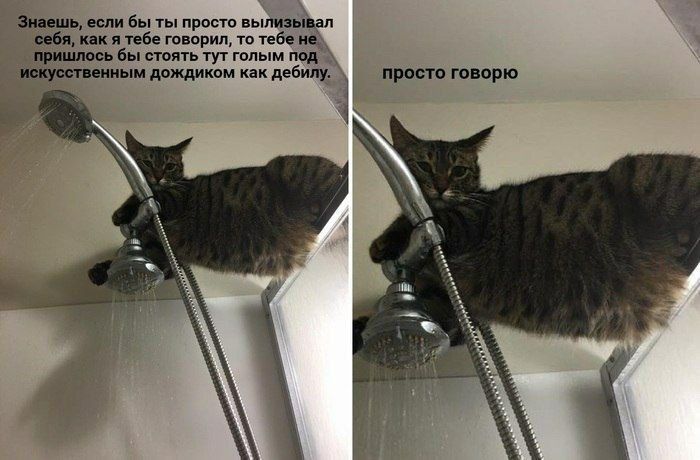 Знаешь, если бы ты просто вылизывал
себя, как я тебе говорил, то тебе не
пришлось бы стоять тут голым под
искусственным дождиком как дебилу.
просто говорю